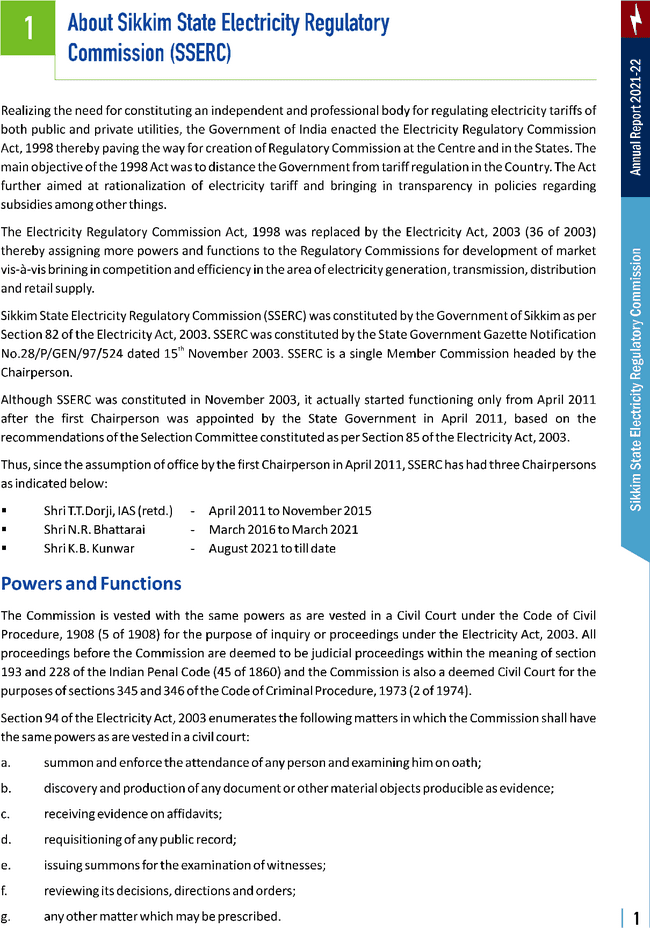 1
About Sikkim State Electricity Regulatory
Commission (SSERC)
Realizing the need for constituting an independent and professional body for regulating electricity tariffs of
both public and private utilities, the Government of India enacted the Electricity Regulatory Commission
Act, 1998 thereby paving the way for creation of Regulatory Commission at the Centre and in the States. The
main objective of the 1998 Act was to distance the Government from tariff regulation in the Country. The Act
further aimed at rationalization of electricity tariff and bringing in transparency in policies regarding
subsidies among other things.
The Electricity Regulatory Commission Act, 1998 was replaced by the Electricity Act, 2003 (36 of 2003)
thereby assigning more powers and functions to the Regulatory Commissions for development of market
vis-à-vis brining in competition and efficiency in the area of electricity generation, transmission, distribution
and retail supply.
Sikkim State Electricity Regulatory Commission (SSERC) was constituted by the Government of Sikkim as per
Section 82 of the Electricity Act, 2003. SSERC was constituted by the State Government Gazette Notification
No.28/P/GEN/97/524 dated 15th November 2003. SSERC is a single Member Commission headed by the
Chairperson.
Although SSERC was constituted in November 2003, it actually started functioning only from April 2011
after the first Chairperson was appointed by the State Government in April 2011, based on the
recommendations of the Selection Committee constituted as per Section 85 of the Electricity Act, 2003.
Thus, since the assumption of office by the first Chairperson in April 2011, SSERC has had three Chairpersons
as indicated below:
▪ Shri T.T.Dorji, IAS (retd.) - April 2011 to November 2015
▪ Shri N.R. Bhattarai - March 2016 to March 2021
▪ Shri K.B. Kunwar - August 2021 to till date
Powers and Functions
The Commission is vested with the same powers as are vested in a Civil Court under the Code of Civil
Procedure, 1908 (5 of 1908) for the purpose of inquiry or proceedings under the Electricity Act, 2003. All
proceedings before the Commission are deemed to be judicial proceedings within the meaning of section
193 and 228 of the Indian Penal Code (45 of 1860) and the Commission is also a deemed Civil Court for the
purposes of sections 345 and 346 of the Code of Criminal Procedure, 1973 (2 of 1974).
Section 94 of the Electricity Act, 2003 enumerates the following matters in which the Commission shall have
the same powers as are vested in a civil court:
a. summon and enforce the attendance of any person and examining him on oath;
b. discovery and production of any document or other material objects producible as evidence;
c. receiving evidence on affidavits;
d. requisitioning of any public record;
e. issuing summons for the examination of witnesses;
f. reviewing its decisions, directions and orders;
g. any other matter which may be prescribed.
Annual Report 2021-22
Sikkim State Electricity Regulatory Commission
1